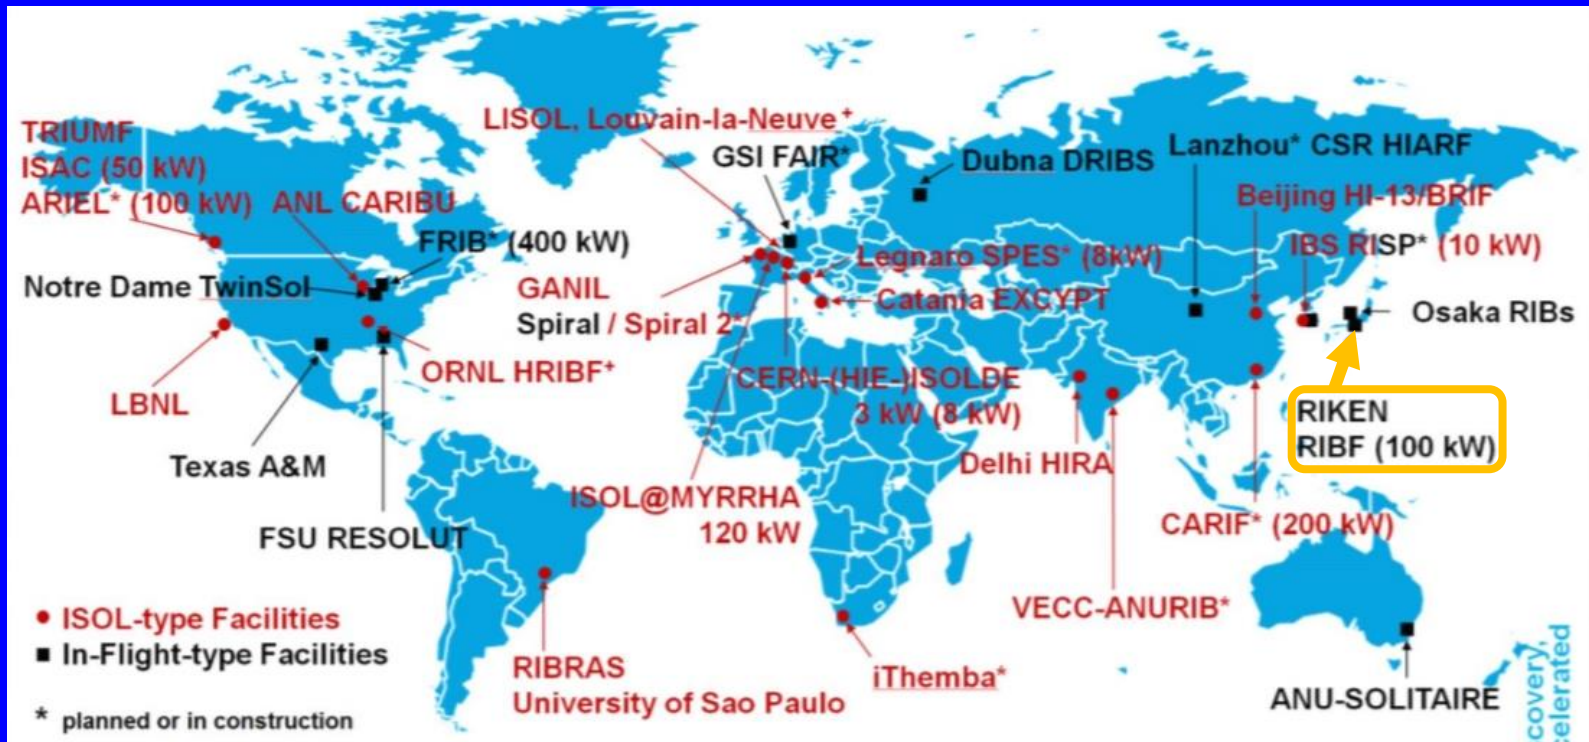 LISOL, Louvain-la-Neuve+
TRIUMF
ISAC (50 kW)
ARIEL* (100 kW)
ANL CARIBU
GSI FAIR*
Dubna DRIBS
Lanzhou* CSR HIARF
Beijing HI-13/BRIF
FRIB* (400 kW)
IBS RISP* (10 kW)
Notre Dame TwinSol
GANIL
Spiral / Spiral 2*
Legnaro SPES* (8kW)
Catania EXCYPT
Osaka RIBs
LBNL
ORNL HRIBF+
CERN-(HIE-)ISOLDE
3 kW (8 kW)
RIKEN
RIBF (100 kW)
Texas A&M
Delhi HIRA
ISOL@MYRRHA
120 kW
FSU RESOLUT
CARIF* (200 kW)
VECC-ANURIB*
ISOL-type Facilities
In-Flight-type Facilities
* planned or in construction
RIBRAS
University of Sao Paulo
iThemba*
ANU-SOLITAIRE
covery,
celerated